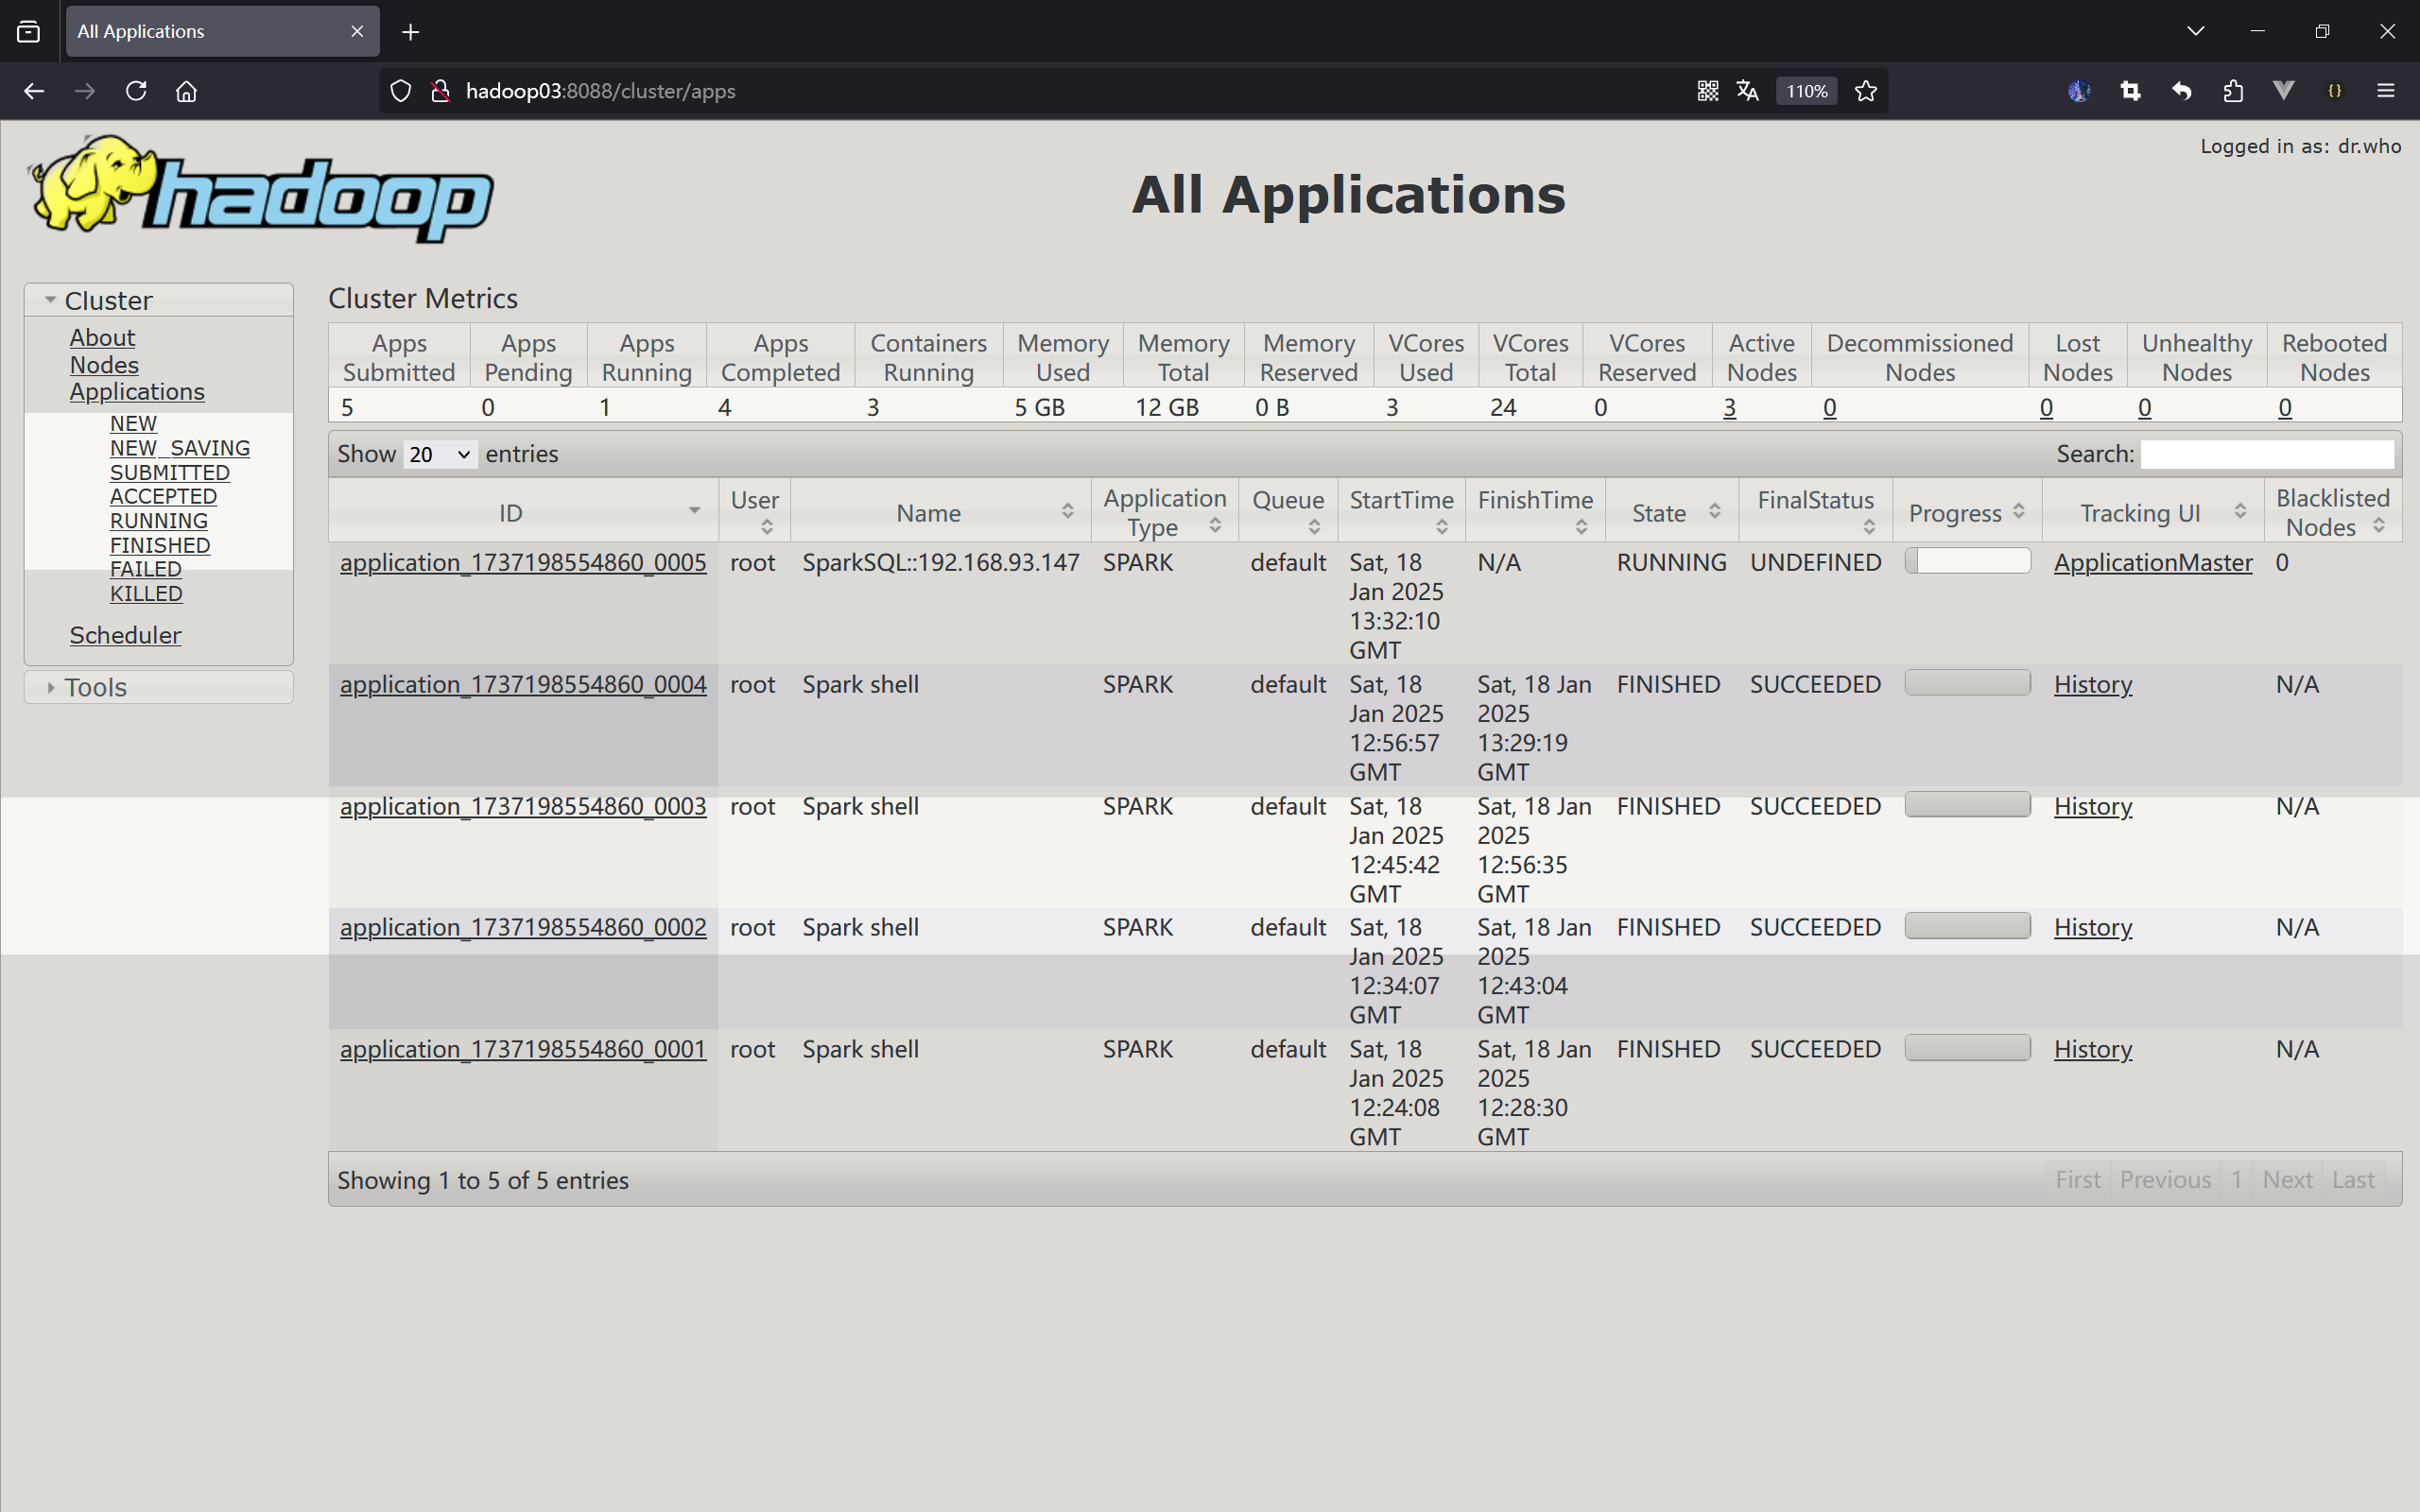 All Applications
hadoop03:8088/cluster/apps
110%
Logged in as: dr.who
hadoop
All Applications
Cluster
About
Nodes
Applications
NEW
NEW_SAVING
SUBMITTED
ACCEPTED
RUNNING
FINISHED
FAILED
KILLED
Scheduler
Tools
Cluster Metrics
Apps Submitted Apps Pending Apps Running Apps Completed Containers Running Memory Used Memory Total Memory Reserved VCores Used VCores Total VCores Reserved Active Nodes Decommissioned Nodes Lost Nodes Unhealthy Nodes Rebooted Nodes
5 0 1 4 3 5 GB 12 GB 0 B 3 24 0 3 0 0 0 0
Show 20 entries Search:
ID User Name Application Type Queue StartTime FinishTime State FinalStatus Progress Tracking UI Blacklisted Nodes
application_1737198554860_0005 root SparkSQL::192.168.93.147 SPARK default Sat, 18 Jan 2025 13:32:10 GMT N/A RUNNING UNDEFINED ApplicationMaster 0
application_1737198554860_0004 root Spark shell SPARK default Sat, 18 Jan 2025 12:56:57 GMT Sat, 18 Jan 2025 13:29:19 GMT FINISHED SUCCEEDED History N/A
application_1737198554860_0003 root Spark shell SPARK default Sat, 18 Jan 2025 12:45:42 GMT Sat, 18 Jan 2025 12:56:35 GMT FINISHED SUCCEEDED History N/A
application_1737198554860_0002 root Spark shell SPARK default Sat, 18 Jan 2025 12:34:07 GMT Sat, 18 Jan 2025 12:43:04 GMT FINISHED SUCCEEDED History N/A
application_1737198554860_0001 root Spark shell SPARK default Sat, 18 Jan 2025 12:24:08 GMT Sat, 18 Jan 2025 12:28:30 GMT FINISHED SUCCEEDED History N/A
Showing 1 to 5 of 5 entries First Previous 1 Next Last